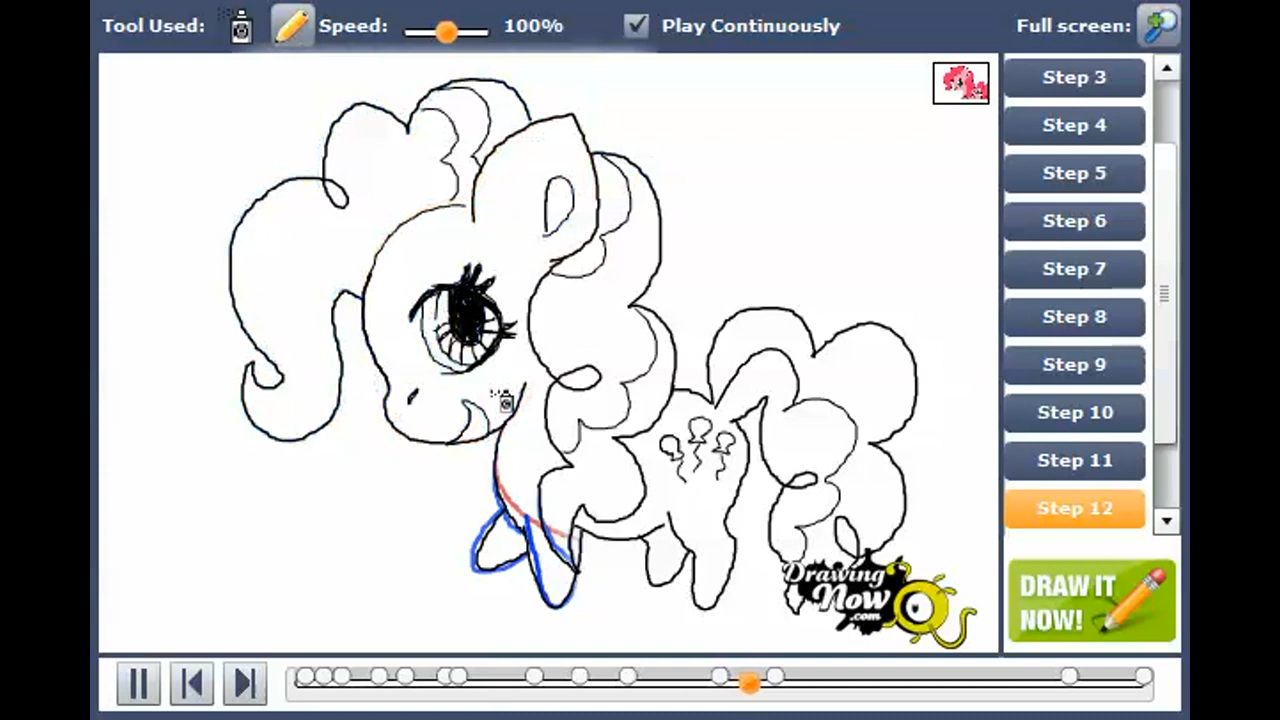 Tool Used:
Speed:
100%
Play Continuously
Full screen:
Step 3
Step 4
Step 5
Step 6
Step 7
Step 8
Step 9
Step 10
Step 11
Step 12
DRAW IT
NOW!
Drawing
Now
.com